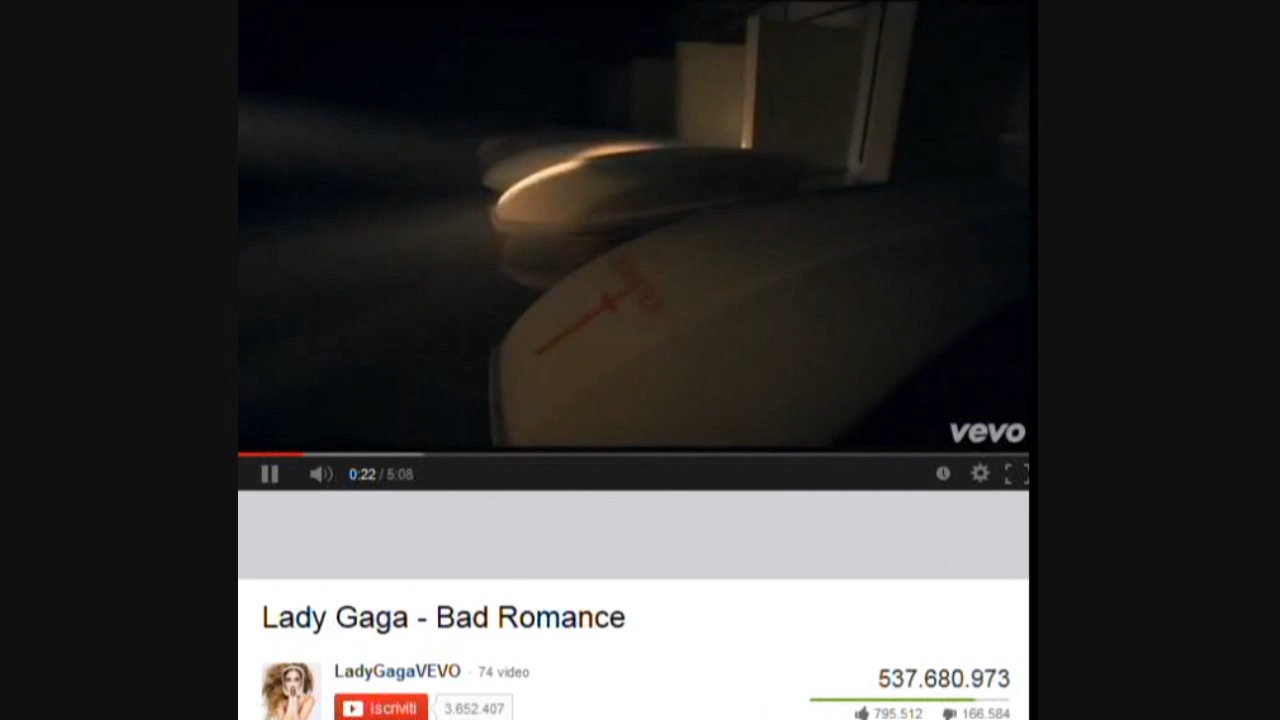 vevo
0:22 / 5:08
Lady Gaga - Bad Romance
LadyGagaVEVO · 74 video
537.680.973
Iscriviti 3.652.407
795.512 166.584